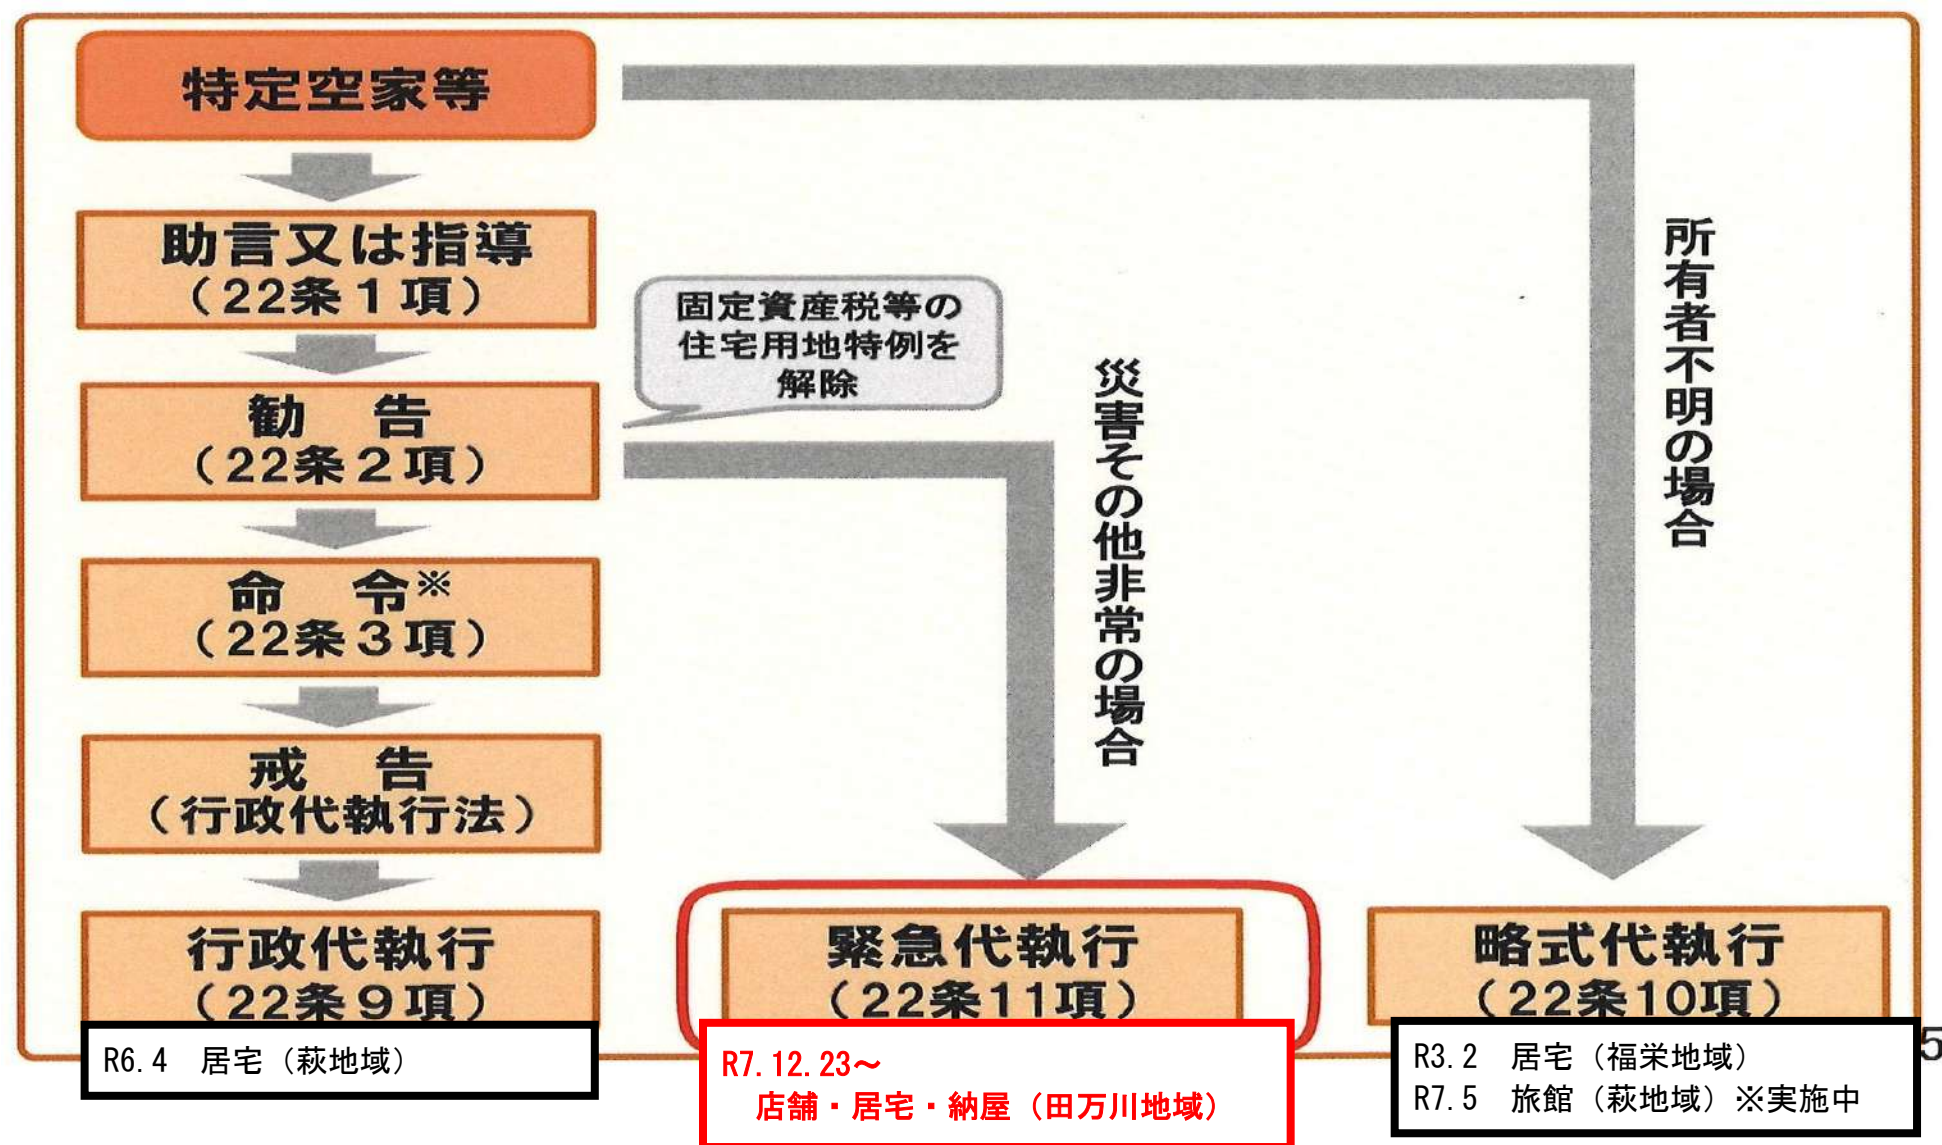 特定空家等
助言又は指導
（22条１項）
勧　告
（22条２項）
命　令※
（22条３項）
戒　告
（行政代執行法）
行政代執行
（22条９項）
R6.4　居宅（萩地域）
固定資産税等の
住宅用地特例を
解除
災害その他非常の場合
緊急代執行
（22条11項）
R7.12.23～
店舗・居宅・納屋（田万川地域）
所有者不明の場合
略式代執行
（22条10項）
R3.2　居宅（福栄地域）
R7.5　旅館（萩地域）※実施中
5